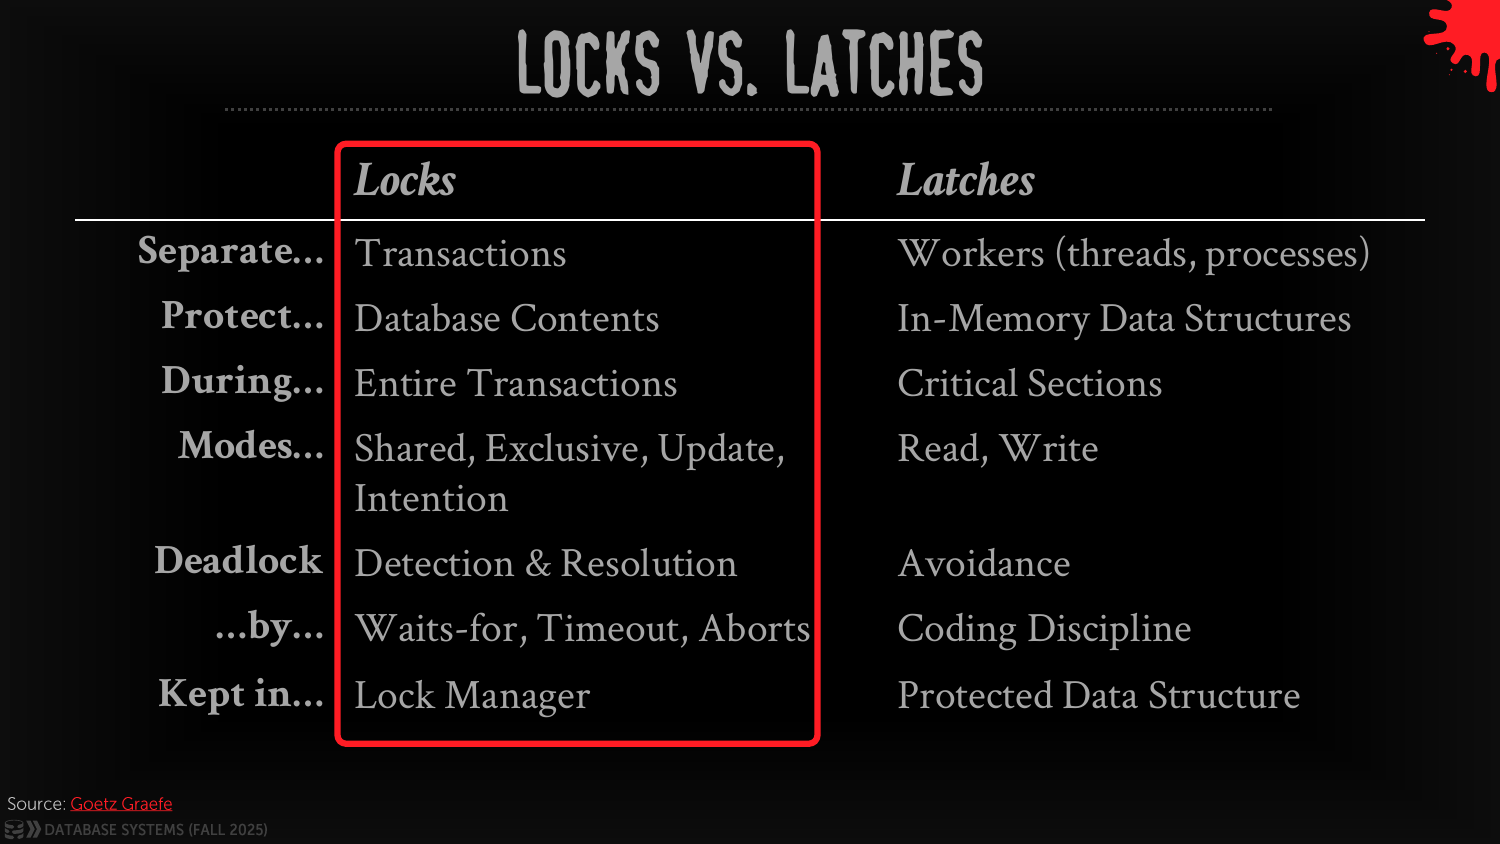 LOCKS VS. LATCHES
Locks Latches
Separate... Transactions Workers (threads, processes)
Protect... Database Contents In-Memory Data Structures
During... Entire Transactions Critical Sections
Modes... Shared, Exclusive, Update, Read, Write
Intention
Deadlock Detection & Resolution Avoidance
...by... Waits-for, Timeout, Aborts Coding Discipline
Kept in... Lock Manager Protected Data Structure
Source: Goetz Graefe
DATABASE SYSTEMS (FALL 2025)